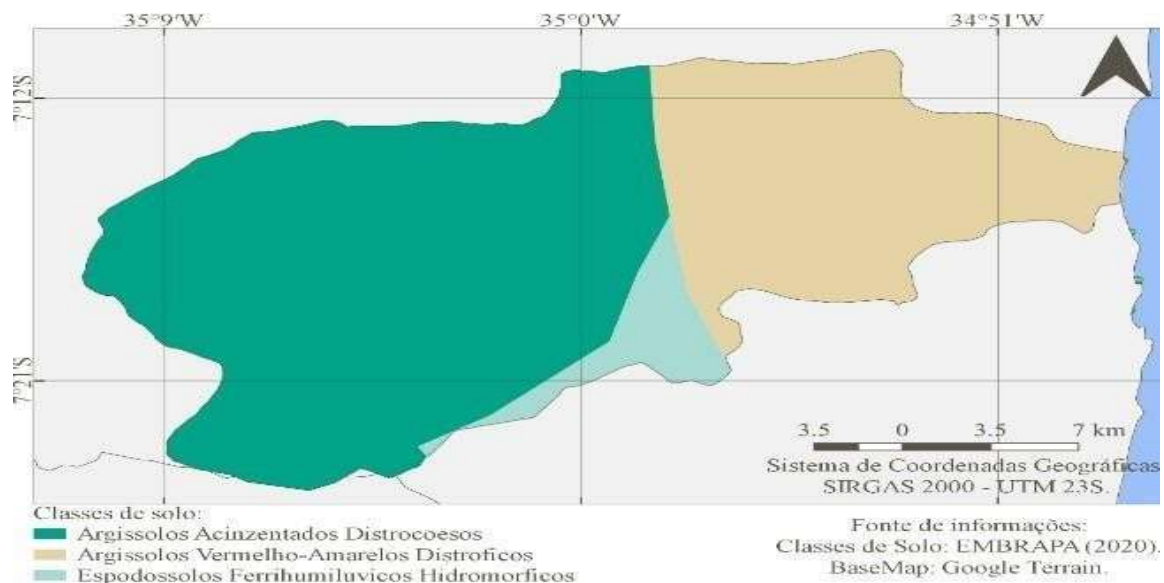 35°9'W 35°0'W 34°51'W
7°12'S
7°21'S
3.5 0 3.5 7 km
Sistema de Coordenadas Geográficas
SIRGAS 2000 - UTM 23S.
Classes de solo:
Argissolos Acinzentados Distrocoesos
Argissolos Vermelho-Amarelos Distroficos
Espodossolos Ferrihumiluvicos Hidromorficos
Fonte de informações:
Classes de Solo: EMBRAPA (2020).
BaseMap: Google Terrain.